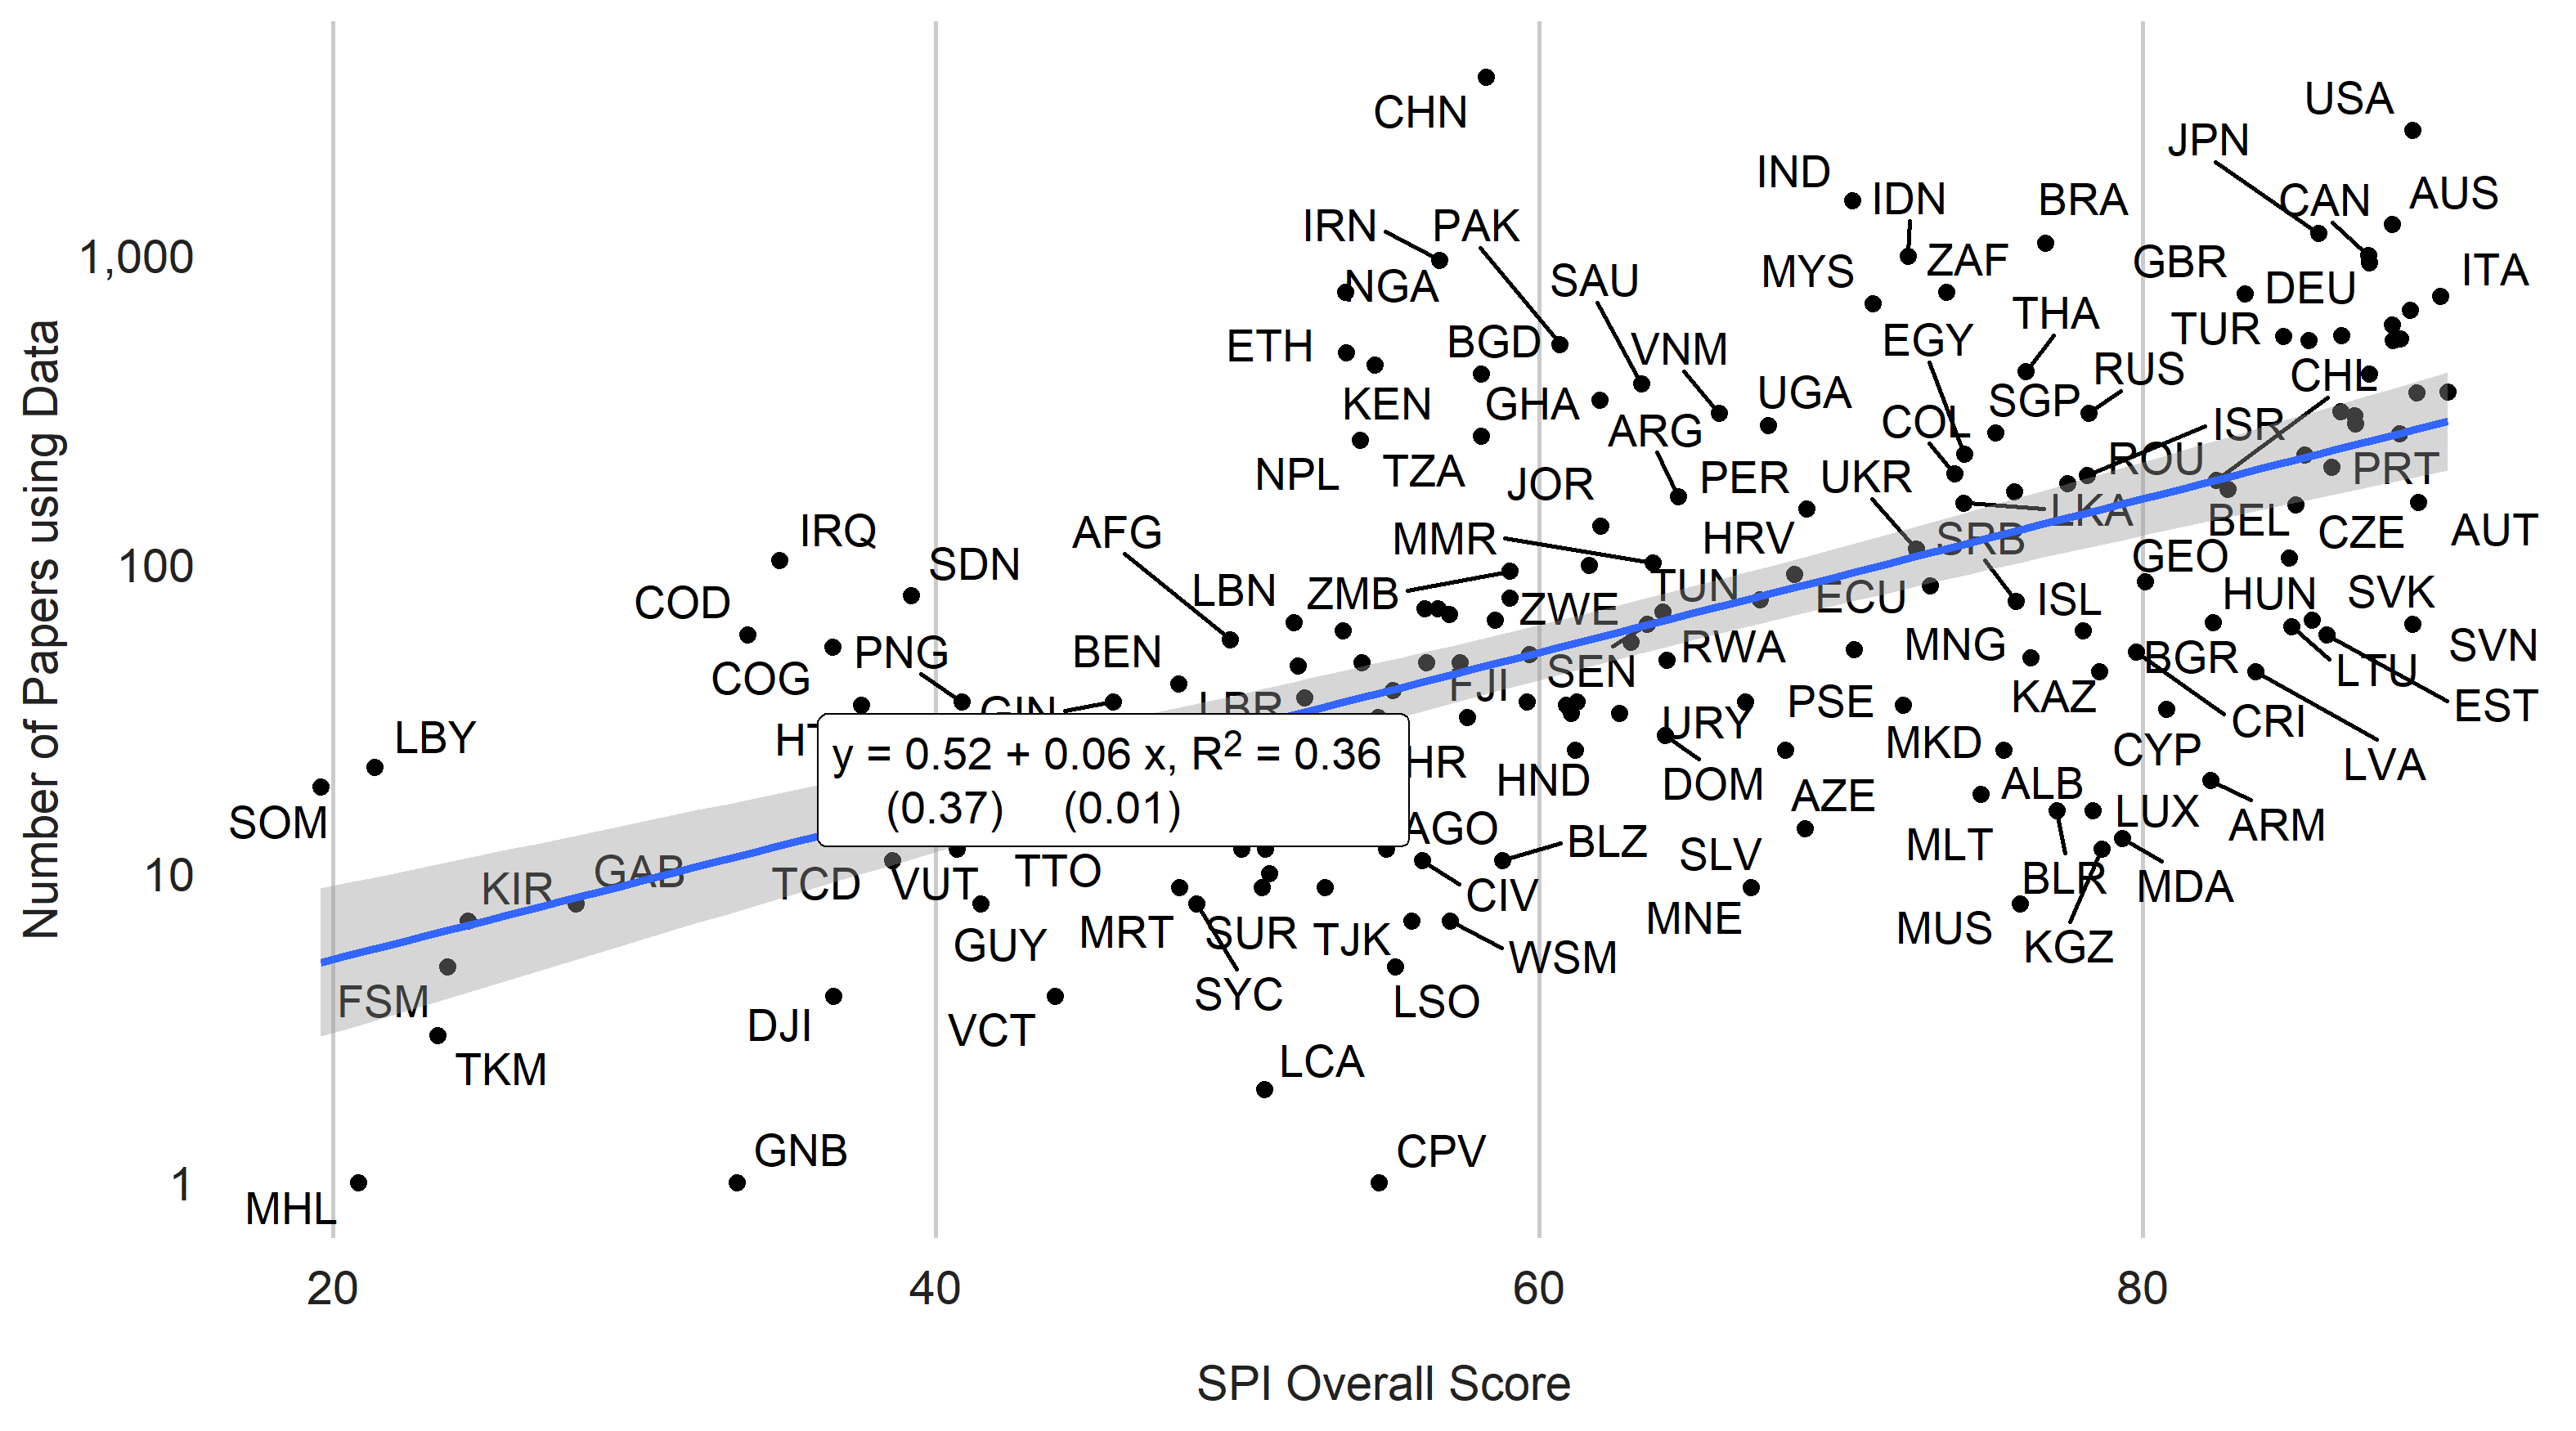 CHN
USA
JPN
IND
IDN
BRA
CAN
AUS
IRN
PAK
1,000
NGA
SAU
MYS
ZAF
GBR
DEU
ITA
ETH
BGD
VNM
EGY
THA
TUR
KEN
GHA
UGA
SGP
RUS
CHL
ARG
COL
ISR
NPL
TZA
JOR
PER
UKR
ROU
PRT
LKA
IRQ
AFG
MMR
HRV
SRB
BEL
CZE
AUT
100
SDN
GEO
COD
LBN
ZMB
ZWE
TUN
ECU
ISL
HUN
SVK
COG
PNG
BEN
SEN
RWA
MNG
BGR
LTU
SVN
GIN
LBR
FJI
PSE
KAZ
EST
LBY
URY
MKD
CYP
CRI
y = 0.52 + 0.06 x, R2 = 0.36
(0.37) (0.01)
HND
DOM
AZE
ALB
LVA
SOM
AGO
BLZ
SLV
MLT
LUX
ARM
10
KIR
GAB
TCD
VUT
TTO
CIV
BLR
MDA
MRT
SUR
TJK
WSM
MNE
MUS
KGZ
GUY
FSM
DJI
VCT
SYC
LSO
TKM
LCA
GNB
CPV
1
MHL
20
40
60
80
SPI Overall Score
Number of Papers using Data